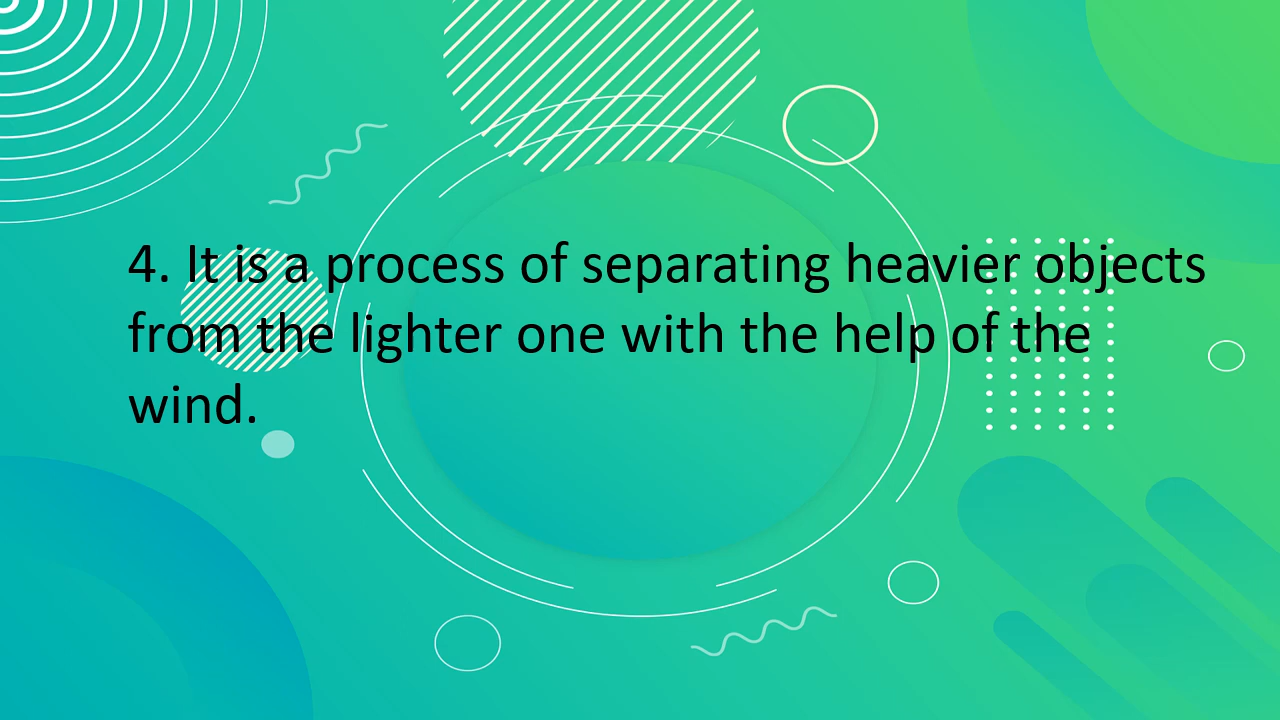 4. It is a process of separating heavier objects
from the lighter one with the help of the
wind.